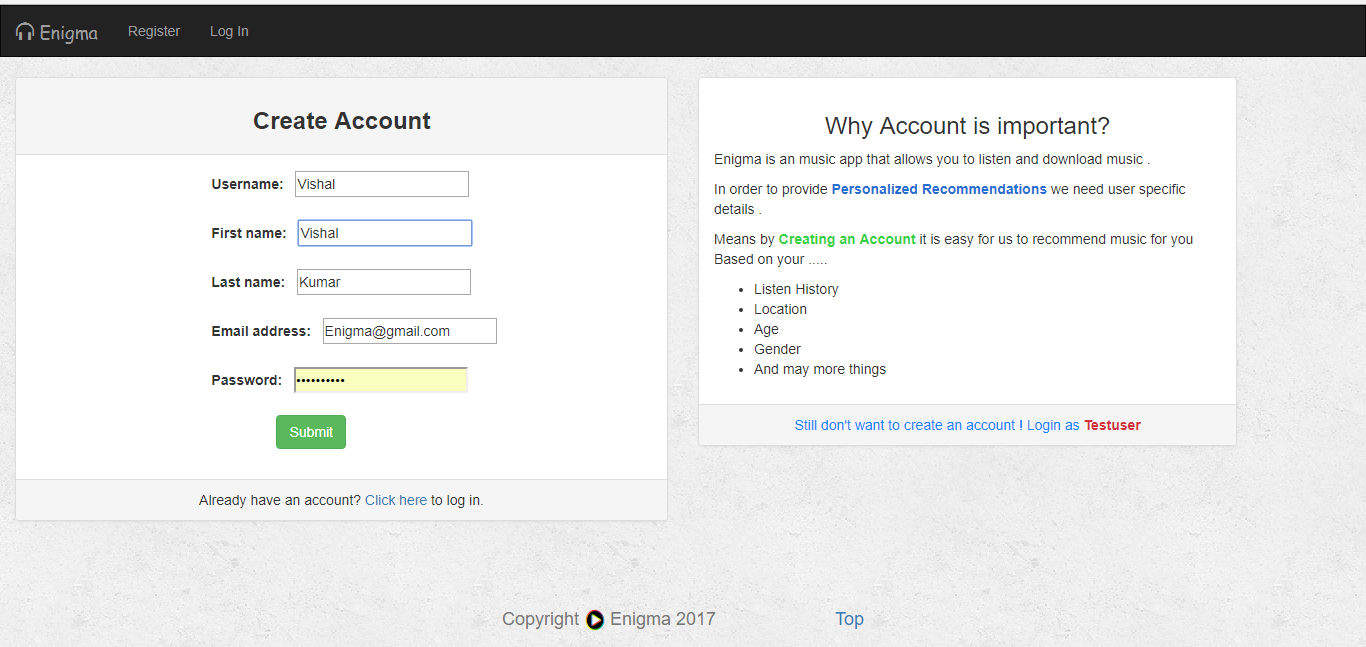 Enigma Register Log In
Create Account
Username: Vishal
First name: Vishal
Last name: Kumar
Email address: Enigma@gmail.com
Password: ••••••••••
Submit
Already have an account? Click here to log in.
Why Account is important?
Enigma is an music app that allows you to listen and download music .
In order to provide Personalized Recommendations we need user specific
details .
Means by Creating an Account it is easy for us to recommend music for you
Based on your .....
• Listen History
• Location
• Age
• Gender
• And may more things
Still don't want to create an account ! Login as Testuser
Copyright Enigma 2017 Top